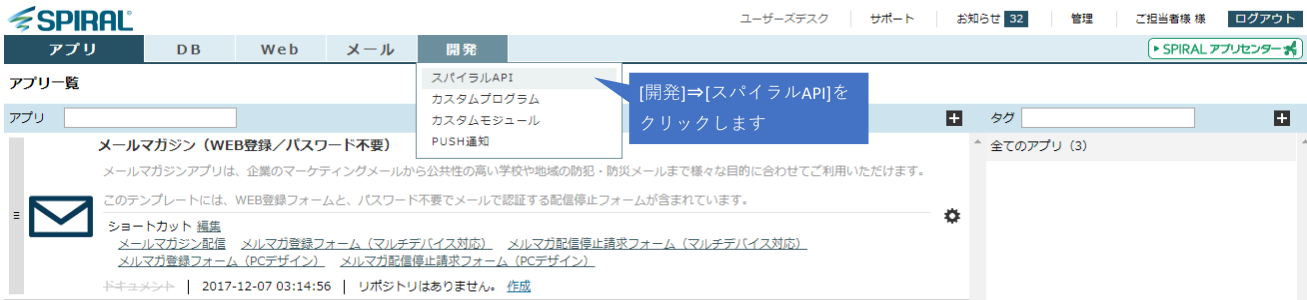 SPIRAL
ユーザーズデスク サポート お知らせ 32 管理 ご担当者様 様 ログアウト
アプリ DB Web メール 開発
SPIRAL アプリセンター
アプリ一覧
スパイラルAPI
カスタムプログラム
カスタムモジュール
PUSH通知
[開発]⇒[スパイラルAPI]を
クリックします
アプリ
タグ
全てのアプリ（3）
メールマガジン（WEB登録／パスワード不要）
メールマガジンアプリは、企業のマーケティングメールから公共性の高い学校や地域の防犯・防災メールまで様々な目的に合わせてご利用いただけます。
このテンプレートには、WEB登録フォームと、パスワード不要でメールで認証する配信停止フォームが含まれています。
ショートカット 編集
メールマガジン配信 メルマガ登録フォーム（マルチデバイス対応） メルマガ配信停止請求フォーム（マルチデバイス対応）
メルマガ登録フォーム（PCデザイン） メルマガ配信停止請求フォーム（PCデザイン）
ドキュメント | 2017-12-07 03:14:56 | リポジトリはありません。 作成